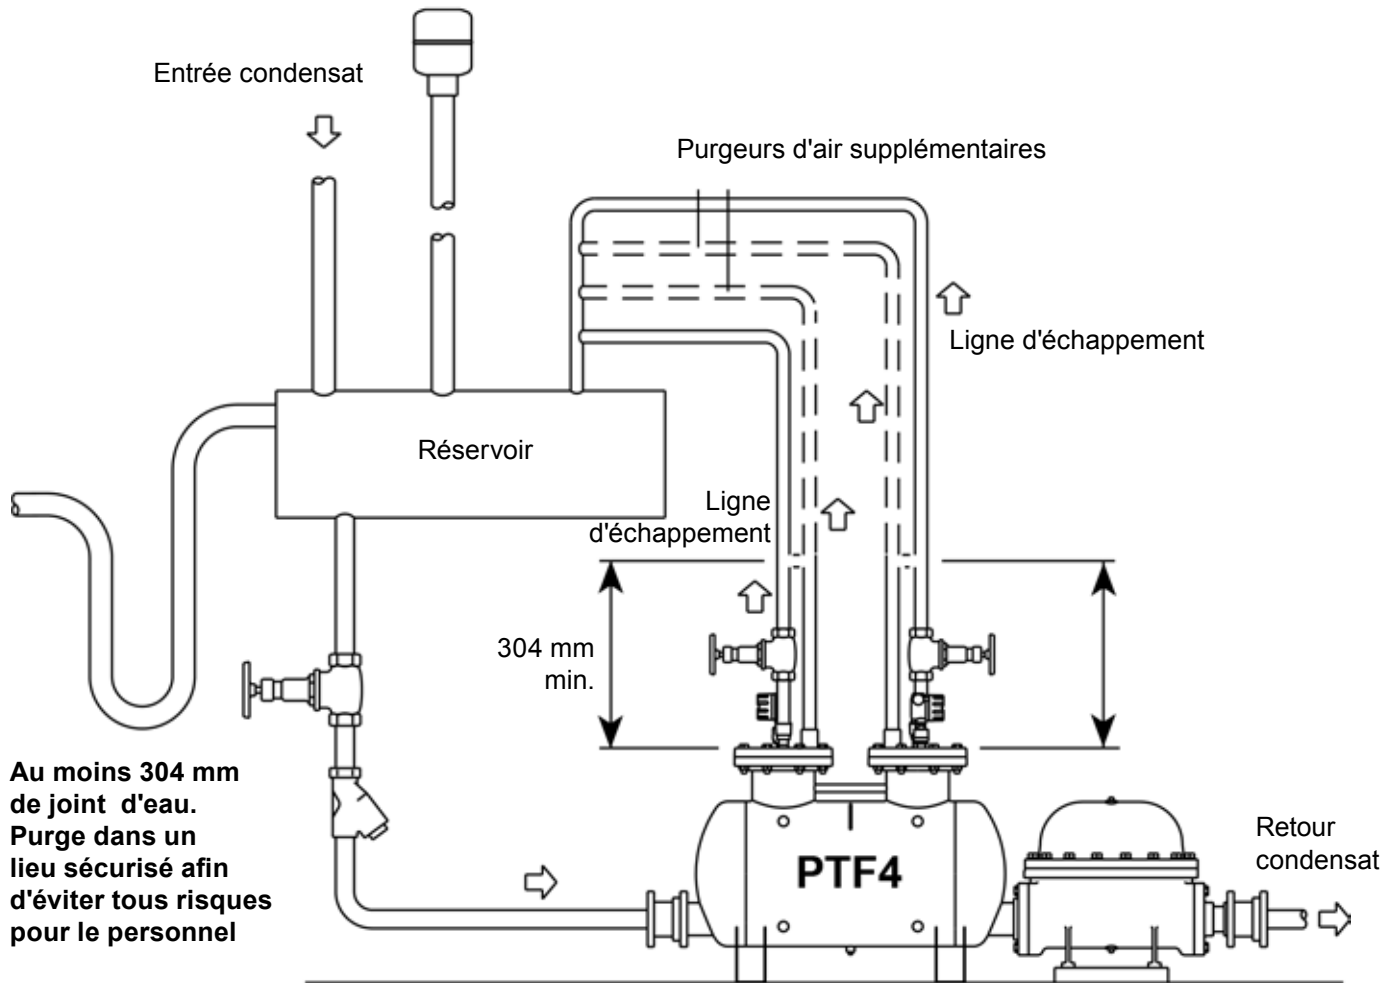 Entrée condensat
Purgeurs d'air supplémentaires
Ligne d'échappement
Réservoir
Ligne
d'échappement
304 mm
min.
Au moins 304 mm
de joint d'eau.
Purge dans un
lieu sécurisé afin
d'éviter tous risques
pour le personnel
PTF4
Retour
condensat